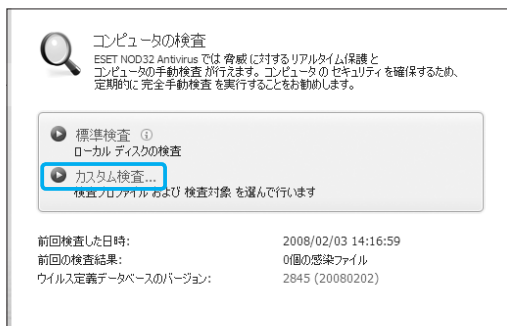 コンピュータの検査
ESET NOD32 Antivirus では 脅威 に対する リアルタイム保護 と
コンピュータの手動検査 が行えます。コンピュータ の セキュリティ を確保するため、
定期的に 完全手動検査 を実行することをお勧めします。
標準検査
ローカル ディスクの検査
カスタム検査...
検査プロファイル および 検査対象 を選んで行います
前回検査した日時: 2008/02/03 14:16:59
前回の検査結果: 0個の感染ファイル
ウイルス定義データベースのバージョン: 2845 (20080202)